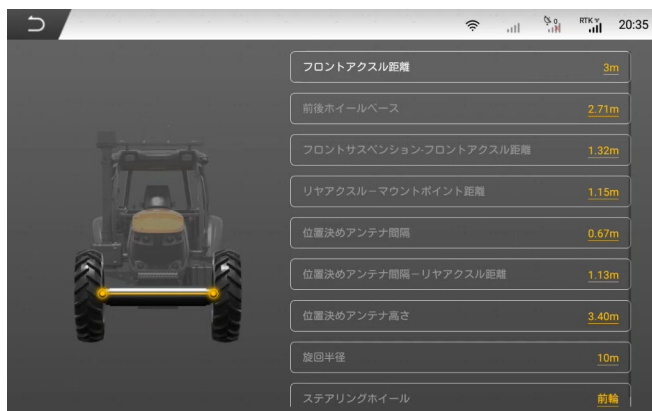 RTK
0
20:35
フロントアクスル距離 3m
前後ホイールベース 2.71m
フロントサスペンション-フロントアクスル距離 1.32m
リヤアクスル－マウントポイント距離 1.15m
位置決めアンテナ間隔 0.67m
位置決めアンテナ間隔－リヤアクスル距離 1.13m
位置決めアンテナ高さ 3.40m
旋回半径 10m
ステアリングホイール 前輪